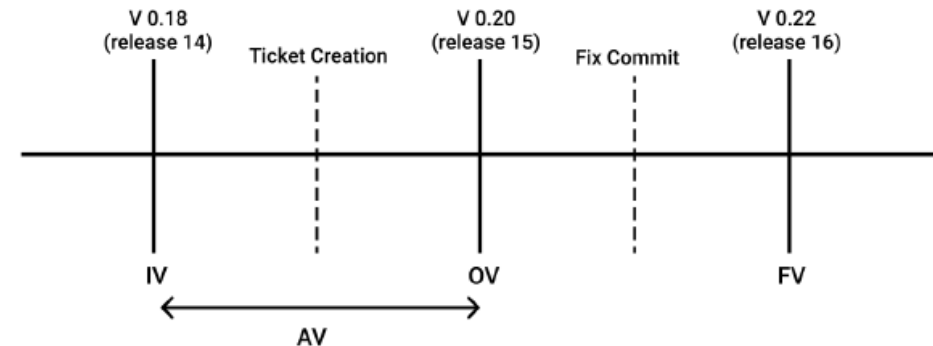 V 0.18
(release 14)
Ticket Creation
V 0.20
(release 15)
Fix Commit
V 0.22
(release 16)
IV
OV
FV
AV